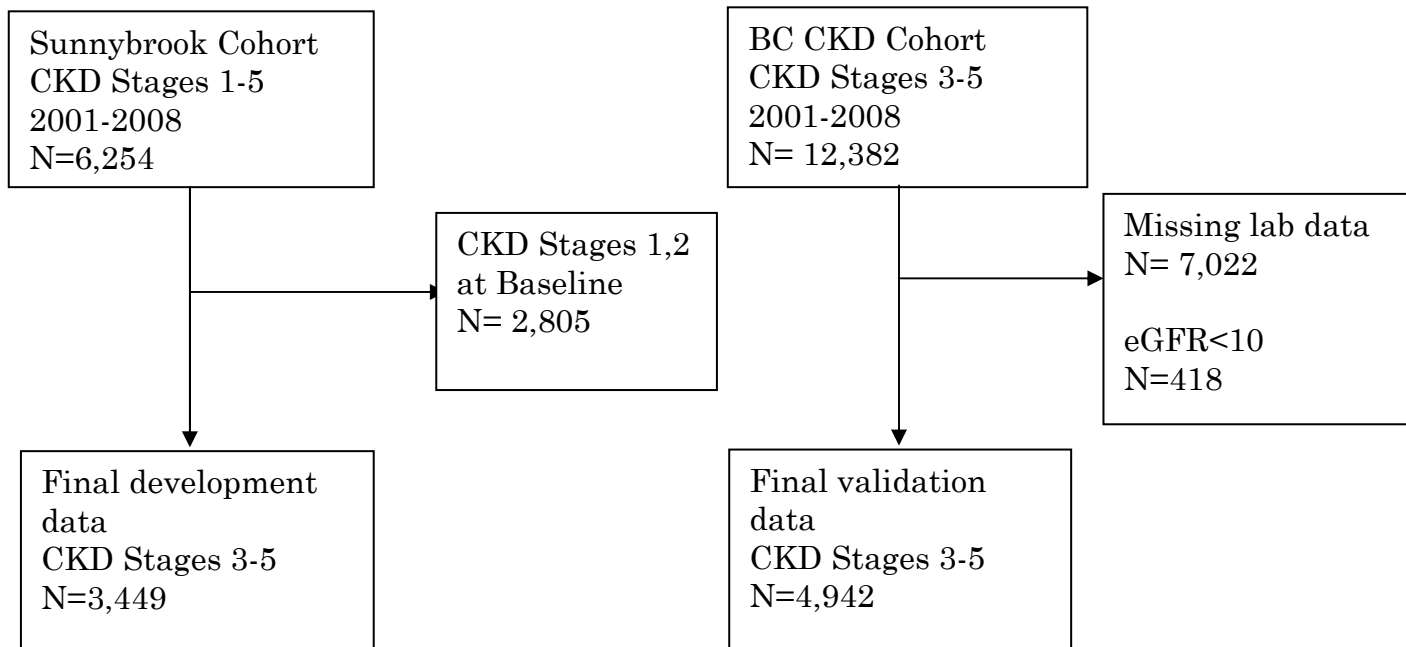 Sunnybrook Cohort
CKD Stages 1-5
2001-2008
N=6,254
BC CKD Cohort
CKD Stages 3-5
2001-2008
N= 12,382
CKD Stages 1,2
at Baseline
N= 2,805
Missing lab data
N= 7,022
eGFR<10
N=418
Final development
data
CKD Stages 3-5
N=3,449
Final validation
data
CKD Stages 3-5
N=4,942